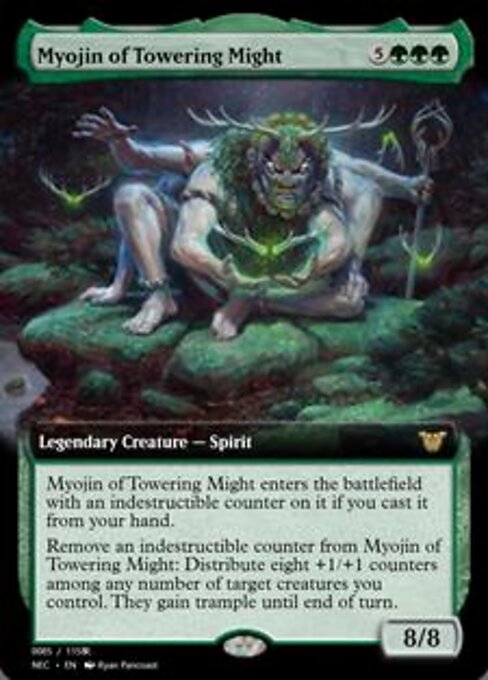 Myojin of Towering Might 5
Legendary Creature — Spirit
Myojin of Towering Might enters the battlefield
with an indestructible counter on it if you cast it
from your hand.
Remove an indestructible counter from Myojin of
Towering Might: Distribute eight +1/+1 counters
among any number of target creatures you
control. They gain trample until end of turn.
8/8
NEC • EN Ryan Pancoast